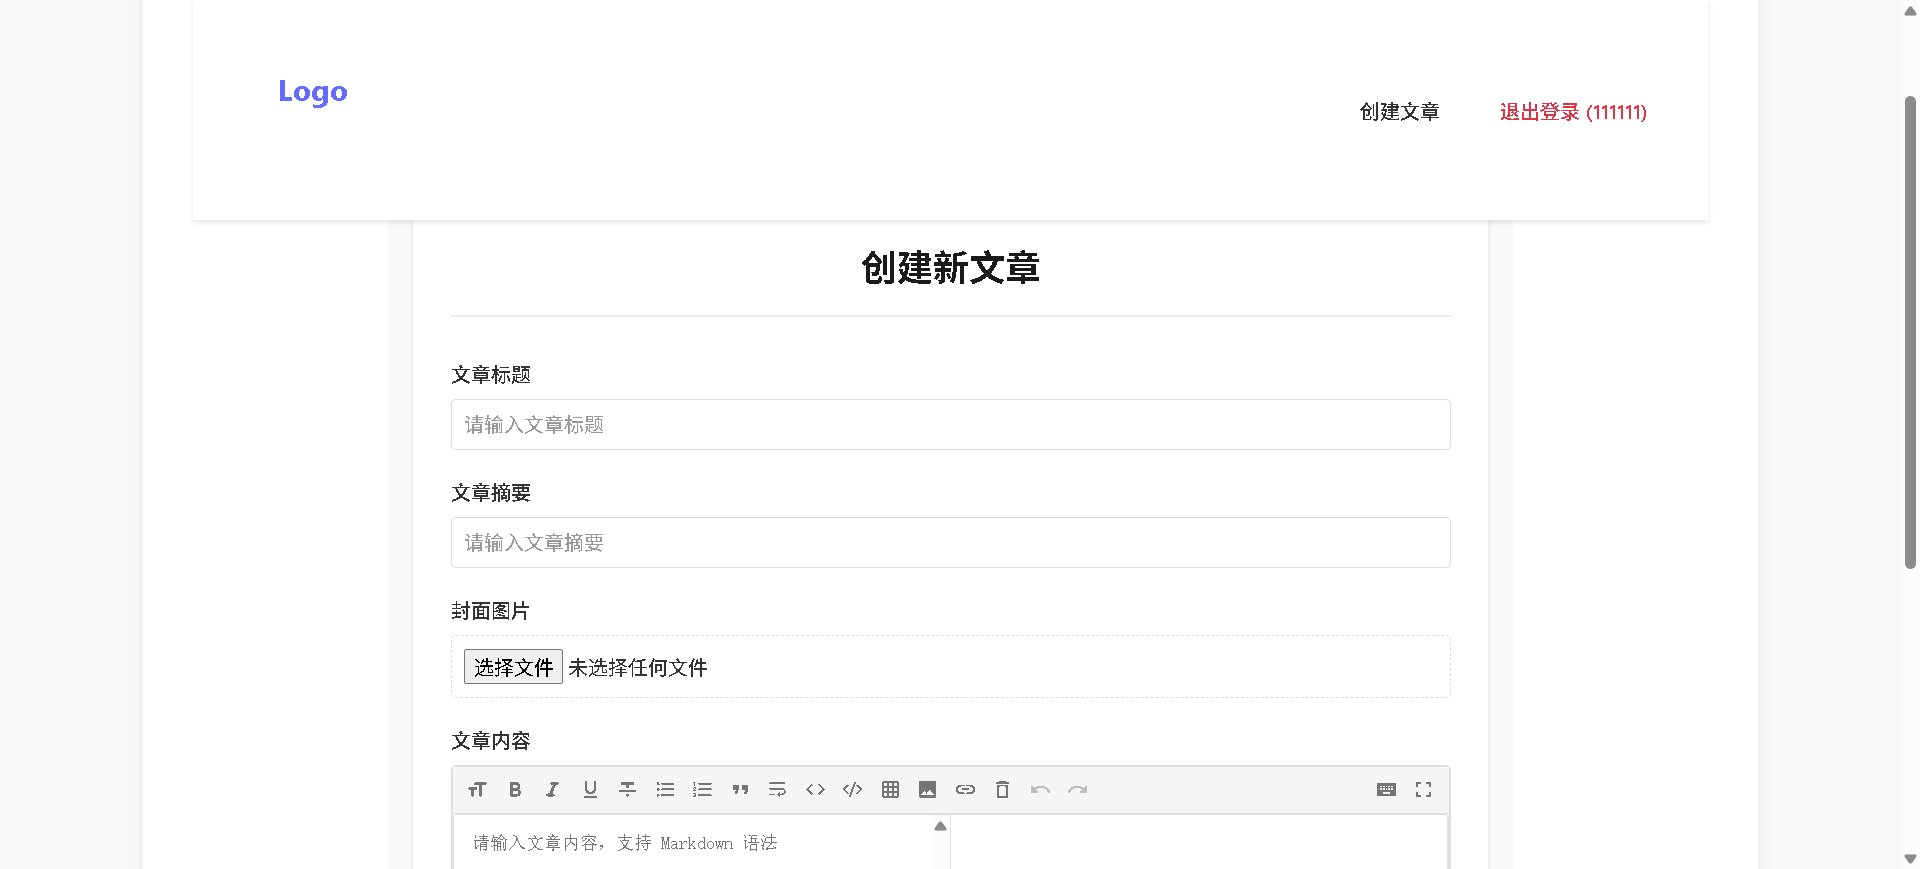 Logo
创建文章 退出登录 (111111)
创建新文章
文章标题
请输入文章标题
文章摘要
请输入文章摘要
封面图片
选择文件 未选择任何文件
文章内容
请输入文章内容，支持 Markdown 语法